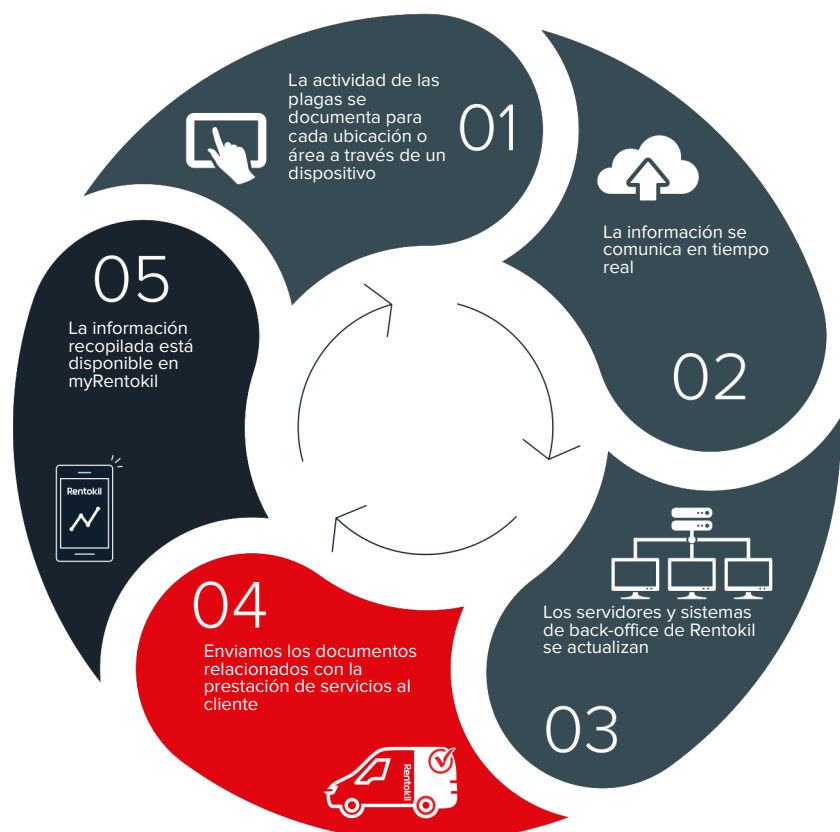 La actividad de las
plagas se
documenta para
cada ubicación o
área a través de un
dispositivo
01
La información se
comunica en tiempo
real
02
Los servidores y sistemas
de back-office de Rentokil
se actualizan
03
04
Enviamos los documentos
relacionados con la
prestación de servicios al
cliente
Rentokil
05
La información
recopilada está
disponible en
myRentokil
Rentokil